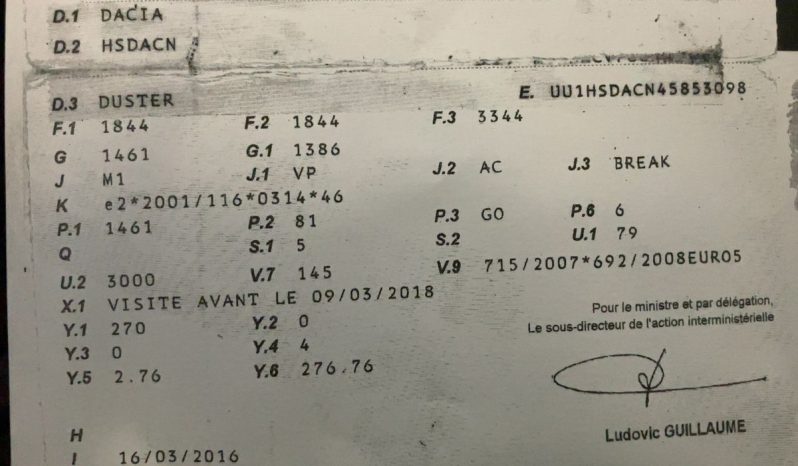 D.1 DACIA
D.2 HSDACN
D.3 DUSTER E. UU1HSDACN45853098
F.1 1844 F.2 1844 F.3 3344
G 1461 G.1 1386
J M1 J.1 VP J.2 AC J.3 BREAK
K e2*2001/116*0314*46
P.1 1461 P.2 81 P.3 GO P.6 6
Q S.1 5 S.2 U.1 79
U.2 3000 V.7 145 V.9 715/2007*692/2008EURO5
X.1 VISITE AVANT LE 09/03/2018
Y.1 270 Y.2 0
Y.3 0 Y.4 4
Y.5 2.76 Y.6 276.76
Pour le ministre et par délégation,
Le sous-directeur de l'action interministérielle
Ludovic GUILLAUME
H
I 16/03/2016